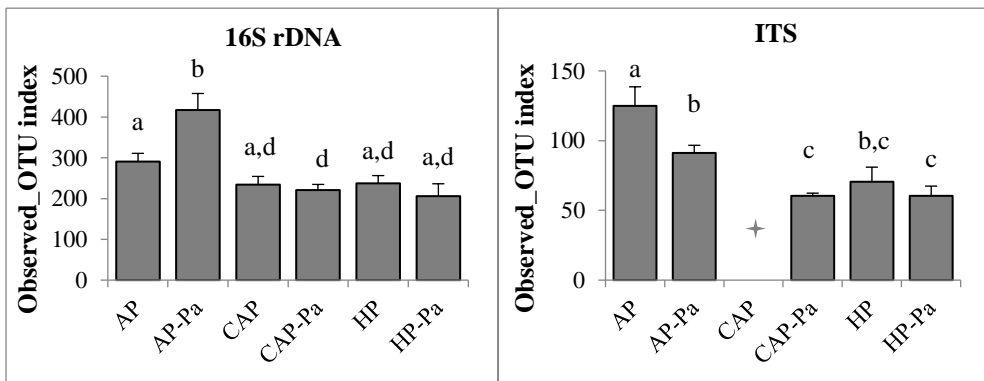 16S rDNA
Observed_OTU index
500
400
300
200
100
0
a
b
a,d
d
a,d
a,d
AP
AP-Pa
CAP
CAP-Pa
HP
HP-Pa
ITS
Observed_OTU index
150
100
50
0
a
b
c
b,c
c
AP
AP-Pa
CAP
CAP-Pa
HP
HP-Pa